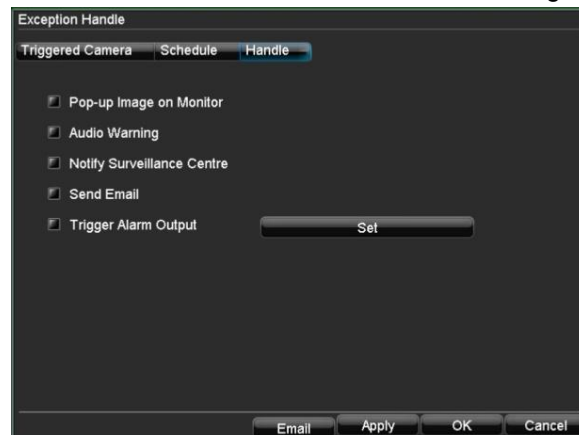 Exception Handle
Triggered Camera Schedule Handle
Pop-up Image on Monitor
Audio Warning
Notify Surveillance Centre
Send Email
Trigger Alarm Output Set
Email Apply OK Cancel